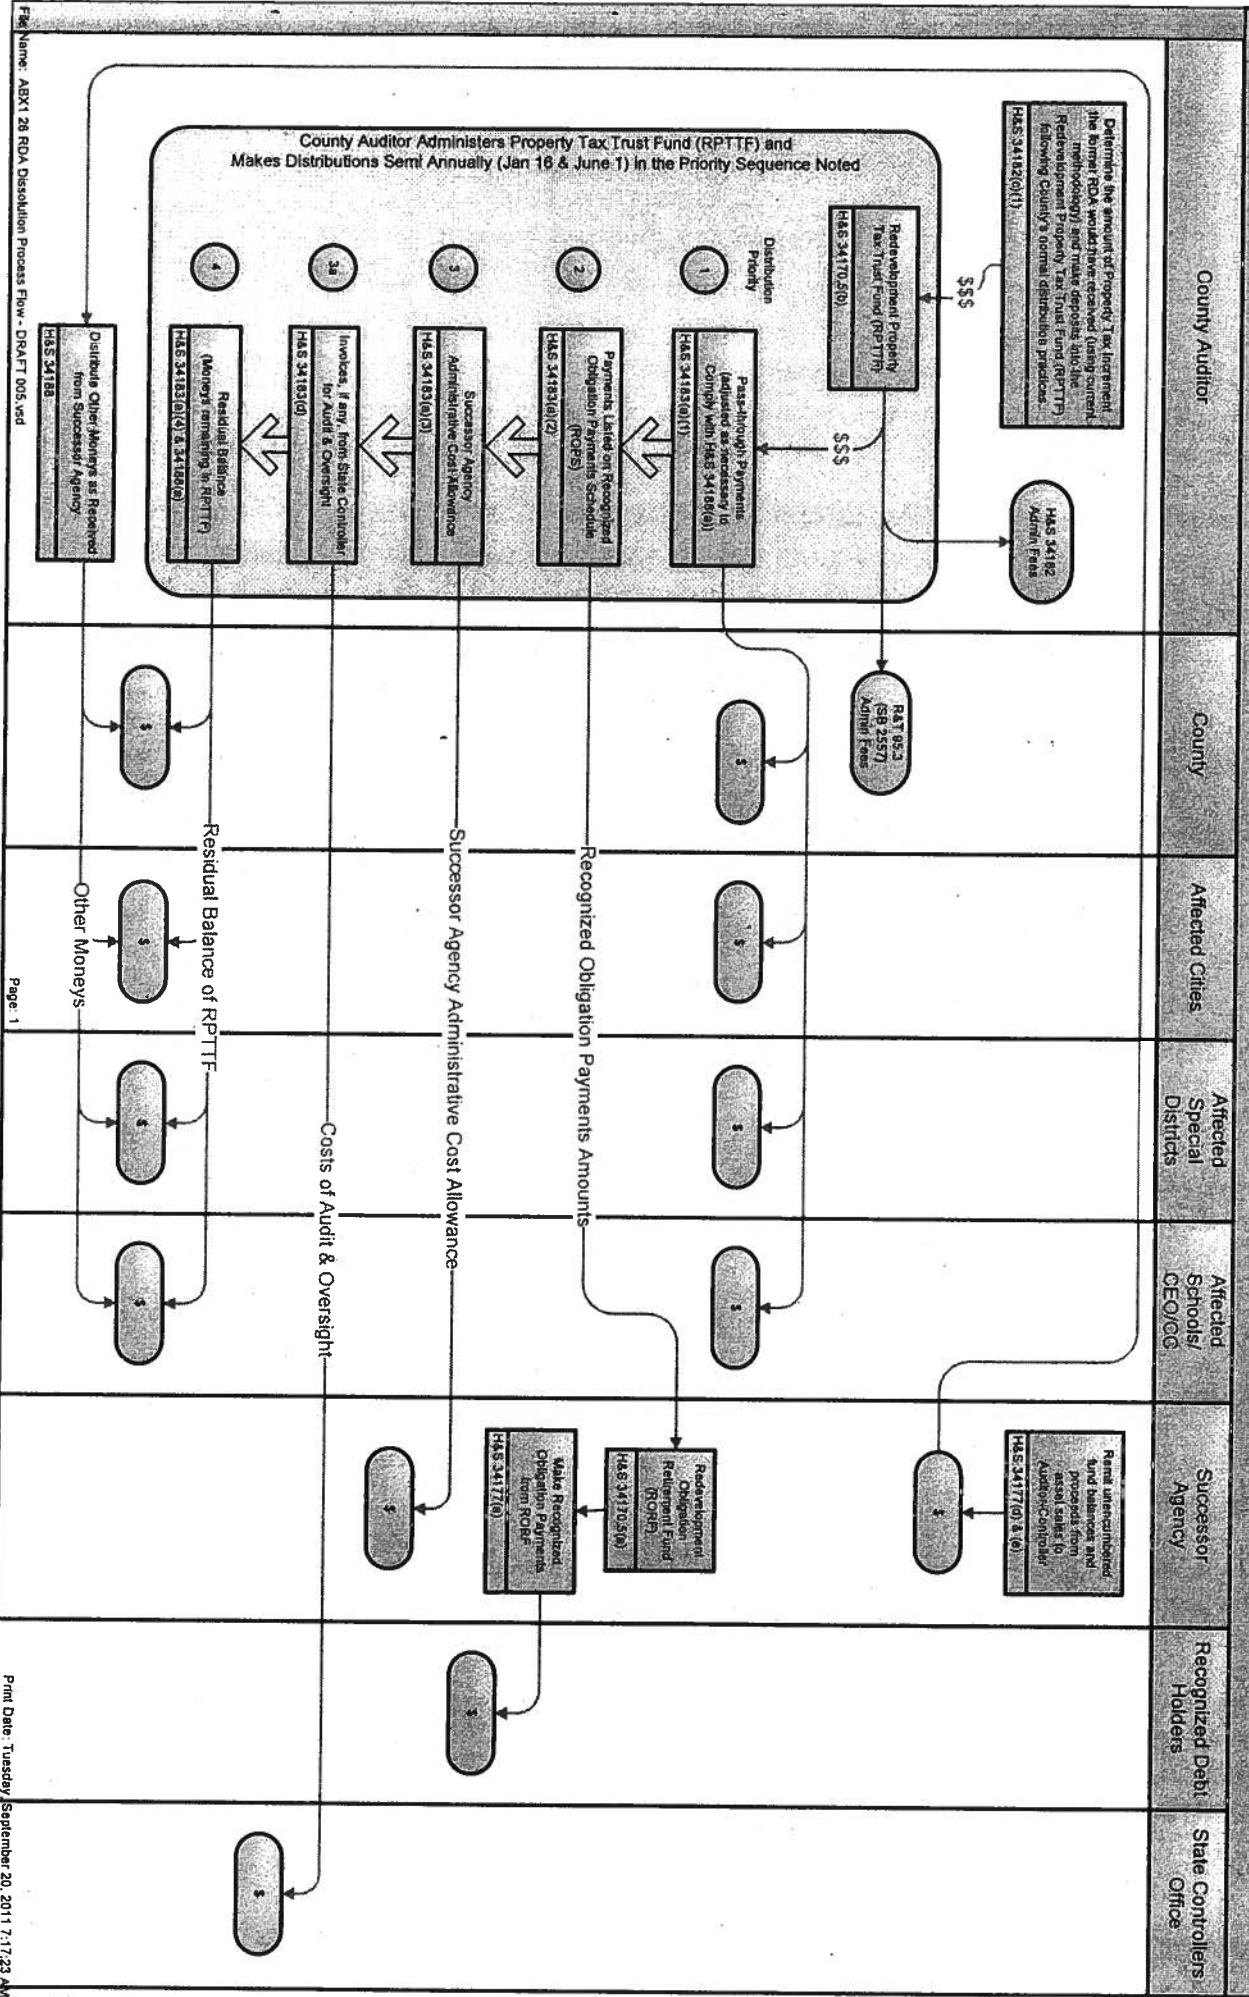 County Auditor
County
Affected Cities
Affected
Special
Districts
Affected
Schools/
CEO/CC
Successor
Agency
Recognized Debt
Holders
State Controllers
Office
Determine the amount of Property Tax Increment
the former RDA would have received (using current
methodology) and make deposits into the
Redevelopment Property Tax Trust Fund (RPTTF)
following County's normal distribution practices
H&S 34182(c)(1)
$$$
H&S 34182
Admin Fees
R&T 95.3
(SB 2557)
Admin Fees
Remit unencumbered
fund balances and
proceeds from
asset sales to
Auditor-Controller
H&S 34177(d) & (e)
$
County Auditor Administers Property Tax Trust Fund (RPTTF) and
Makes Distributions Semi Annually (Jan 16 & June 1) in the Priority Sequence Noted
Redevelopment Property
Tax Trust Fund (RPTTF)
H&S 34170.5(b)
$$$
Distribution
Priority
1
Pass-through Payments
(adjusted as necessary to
Comply with H&S 34188(e))
H&S 34183(a)(1)
$
$
$
$
2
Payments Listed on Recognized
Obligation Payments Schedule
(ROPS)
H&S 34183(a)(2)
Recognized Obligation Payments Amounts
Redevelopment
Obligation
Retirement Fund
(RORF)
H&S 34170.5(a)
Make Recognized
Obligation Payments
from RORF
H&S 34177(a)
$
3
Successor Agency
Administrative Cost Allowance
H&S 34183(a)(3)
Successor Agency Administrative Cost Allowance
$
3a
Invoices, if any, from State Controller
for Audit & Oversight
H&S 34183(d)
Costs of Audit & Oversight
$
4
Residual Balance
(Moneys remaining in RPTTF)
H&S 34183(a)(4) & 34188(a)
Residual Balance of RPTTF
$
$
$
$
Distribute Other Moneys as Received
from Successor Agency
H&S 34188
Other Moneys
File Name: ABX1 26 RDA Dissolution Process Flow - DRAFT 005.vsd
Page: 1
Print Date: Tuesday, September 20, 2011 7:17:23 AM